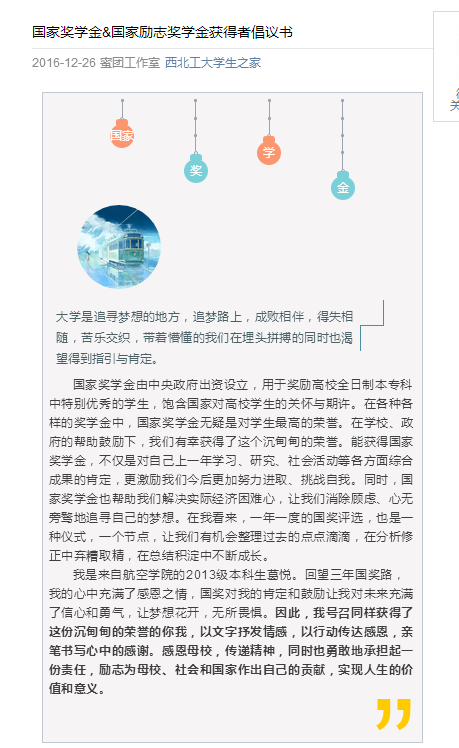 国家奖学金&国家励志奖学金获得者倡议书
2016-12-26 蜜团工作室 西北工大学生之家
国家
奖
学
金
大学是追寻梦想的地方，追梦路上，成败相伴，得失相
随，苦乐交织，带着懵懂的我们在埋头拼搏的同时也渴
望得到指引与肯定。
国家奖学金由中央政府出资设立，用于奖励高校全日制本专科
中特别优秀的学生，饱含国家对高校学生的关怀与期许。在各种各
样的奖学金中，国家奖学金无疑是对学生最高的荣誉。在学校、政
府的帮助鼓励下，我们有幸获得了这个沉甸甸的荣誉。能获得国家
奖学金，不仅是对自己上一年学习、研究、社会活动等各方面综合
成果的肯定，更激励我们今后更加努力进取、挑战自我。同时，国
家奖学金也帮助我们解决实际经济困难心，让我们消除顾虑、心无
旁骛地追寻自己的梦想。在我看来，一年一度的国奖评选，也是一
种仪式，一个节点，让我们有机会整理过去的点点滴滴，在分析修
正中弃糟取精，在总结积淀中不断成长。
我是来自航空学院的2013级本科生葛悦。回望三年国奖路，
我的心中充满了感恩之情，国奖对我的肯定和鼓励让我对未来充满
了信心和勇气，让梦想花开，无所畏惧。因此，我号召同样获得了
这份沉甸甸的荣誉的你我，以文字抒发情感，以行动传达感恩，亲
笔书写心中的感谢。感恩母校，传递精神，同时也勇敢地承担起一
份责任，励志为母校、社会和国家作出自己的贡献，实现人生的价
值和意义。
关